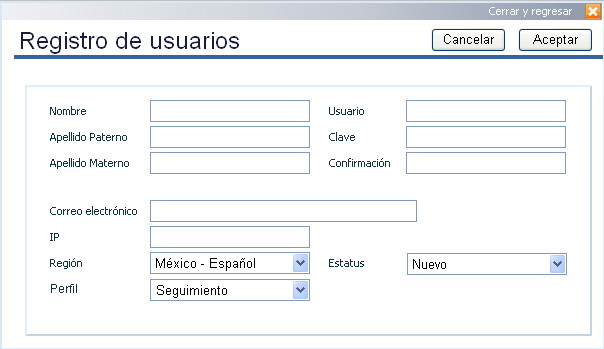 Cerrar y regresar
Registro de usuarios Cancelar Aceptar
Nombre Usuario
Apellido Paterno Clave
Apellido Materno Confirmación
Correo electrónico
IP
Región México - Español Estatus Nuevo
Perfil Seguimiento